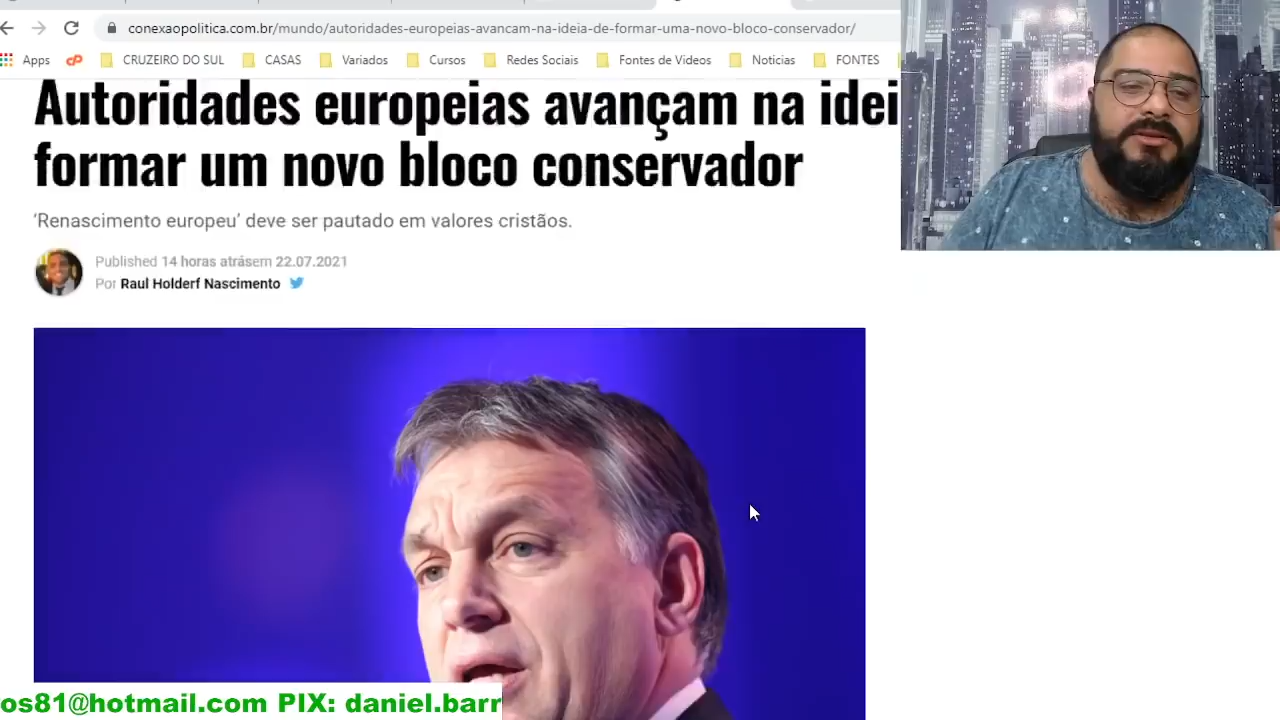 conexaopolitica.com.br/mundo/autoridades-europeias-avancam-na-ideia-de-formar-uma-novo-bloco-conservador/
Apps CRUZEIRO DO SUL CASAS Variados Cursos Redes Sociais Fontes de Videos Noticias FONTES
Autoridades europeias avançam na idei
formar um novo bloco conservador
'Renascimento europeu' deve ser pautado em valores cristãos.
Published 14 horas atrásem 22.07.2021
Por Raul Holderf Nascimento
os81@hotmail.com PIX: daniel.barr